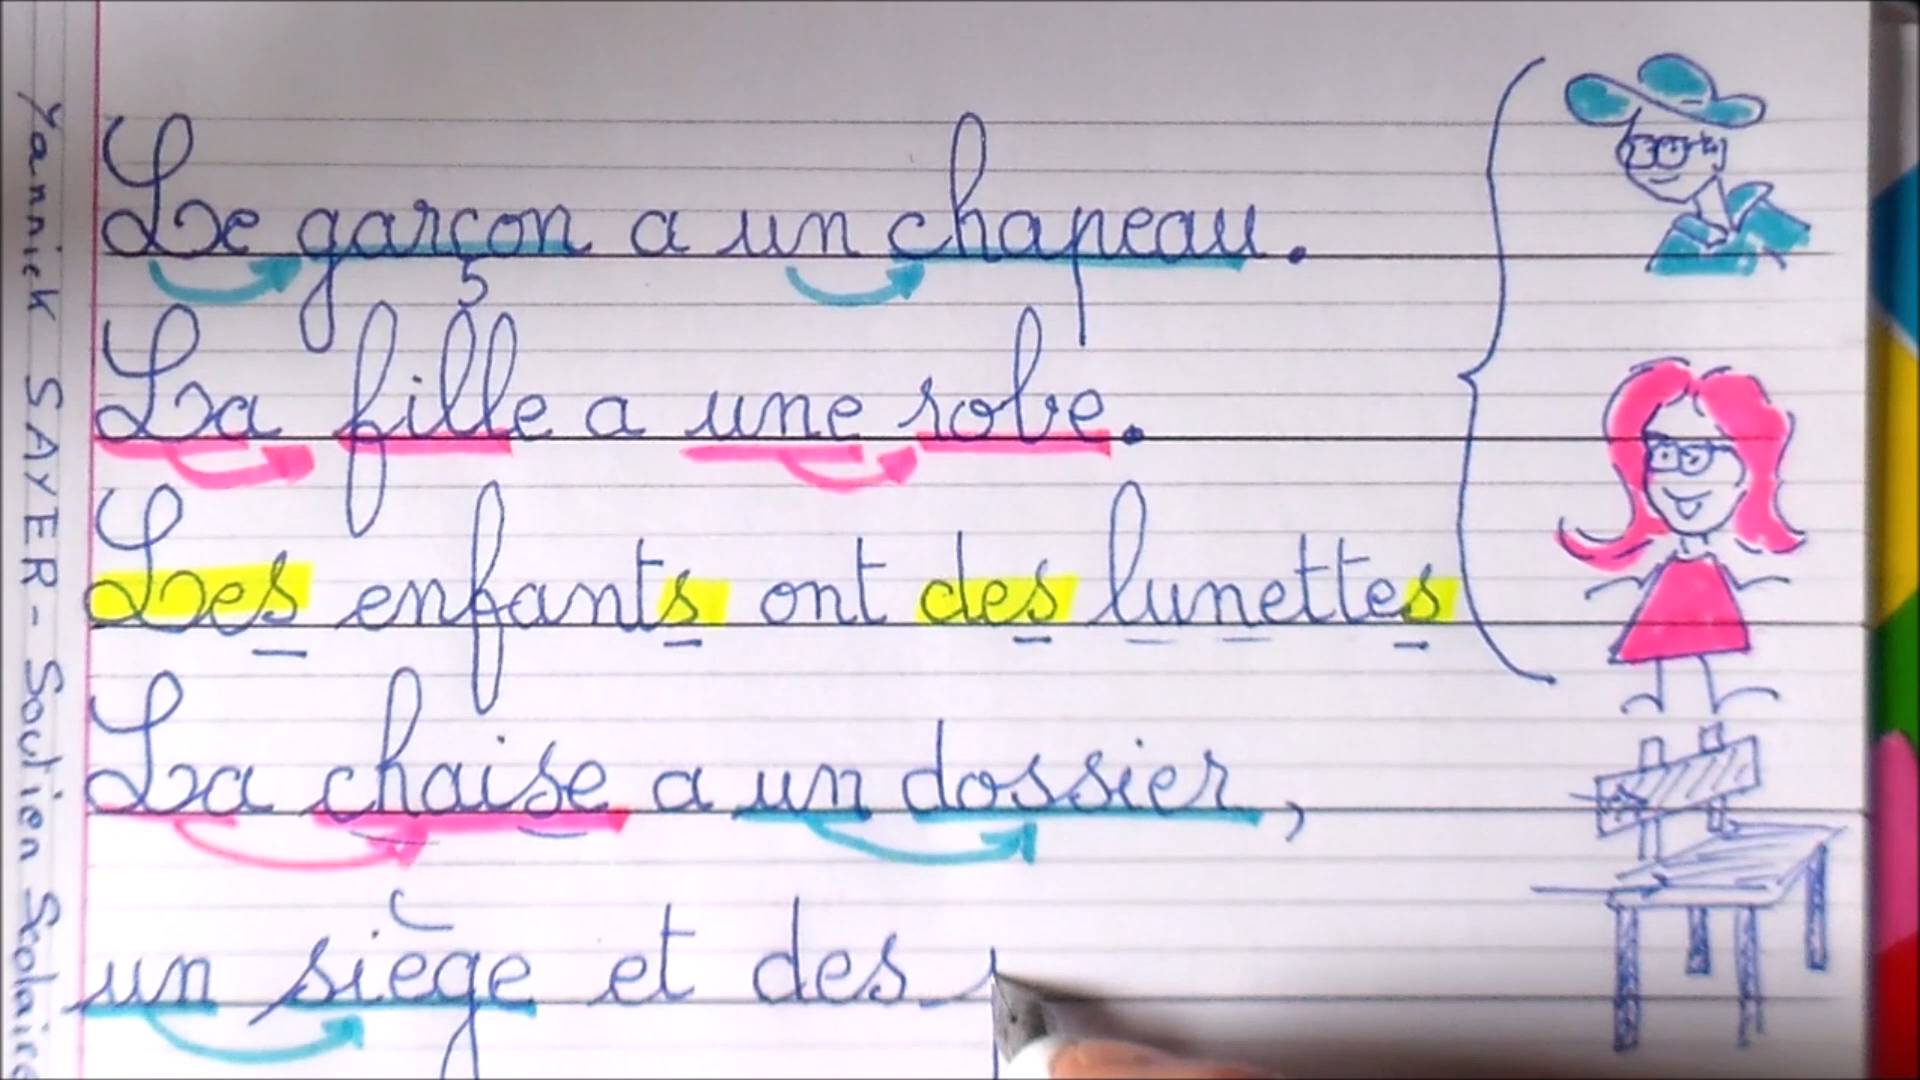 Le garçon a un chapeau.
La fille a une robe.
Les enfants ont des lunettes
La chaise a un dossier,
un siège et des
Yannick SAYER - Soutien Scolaire